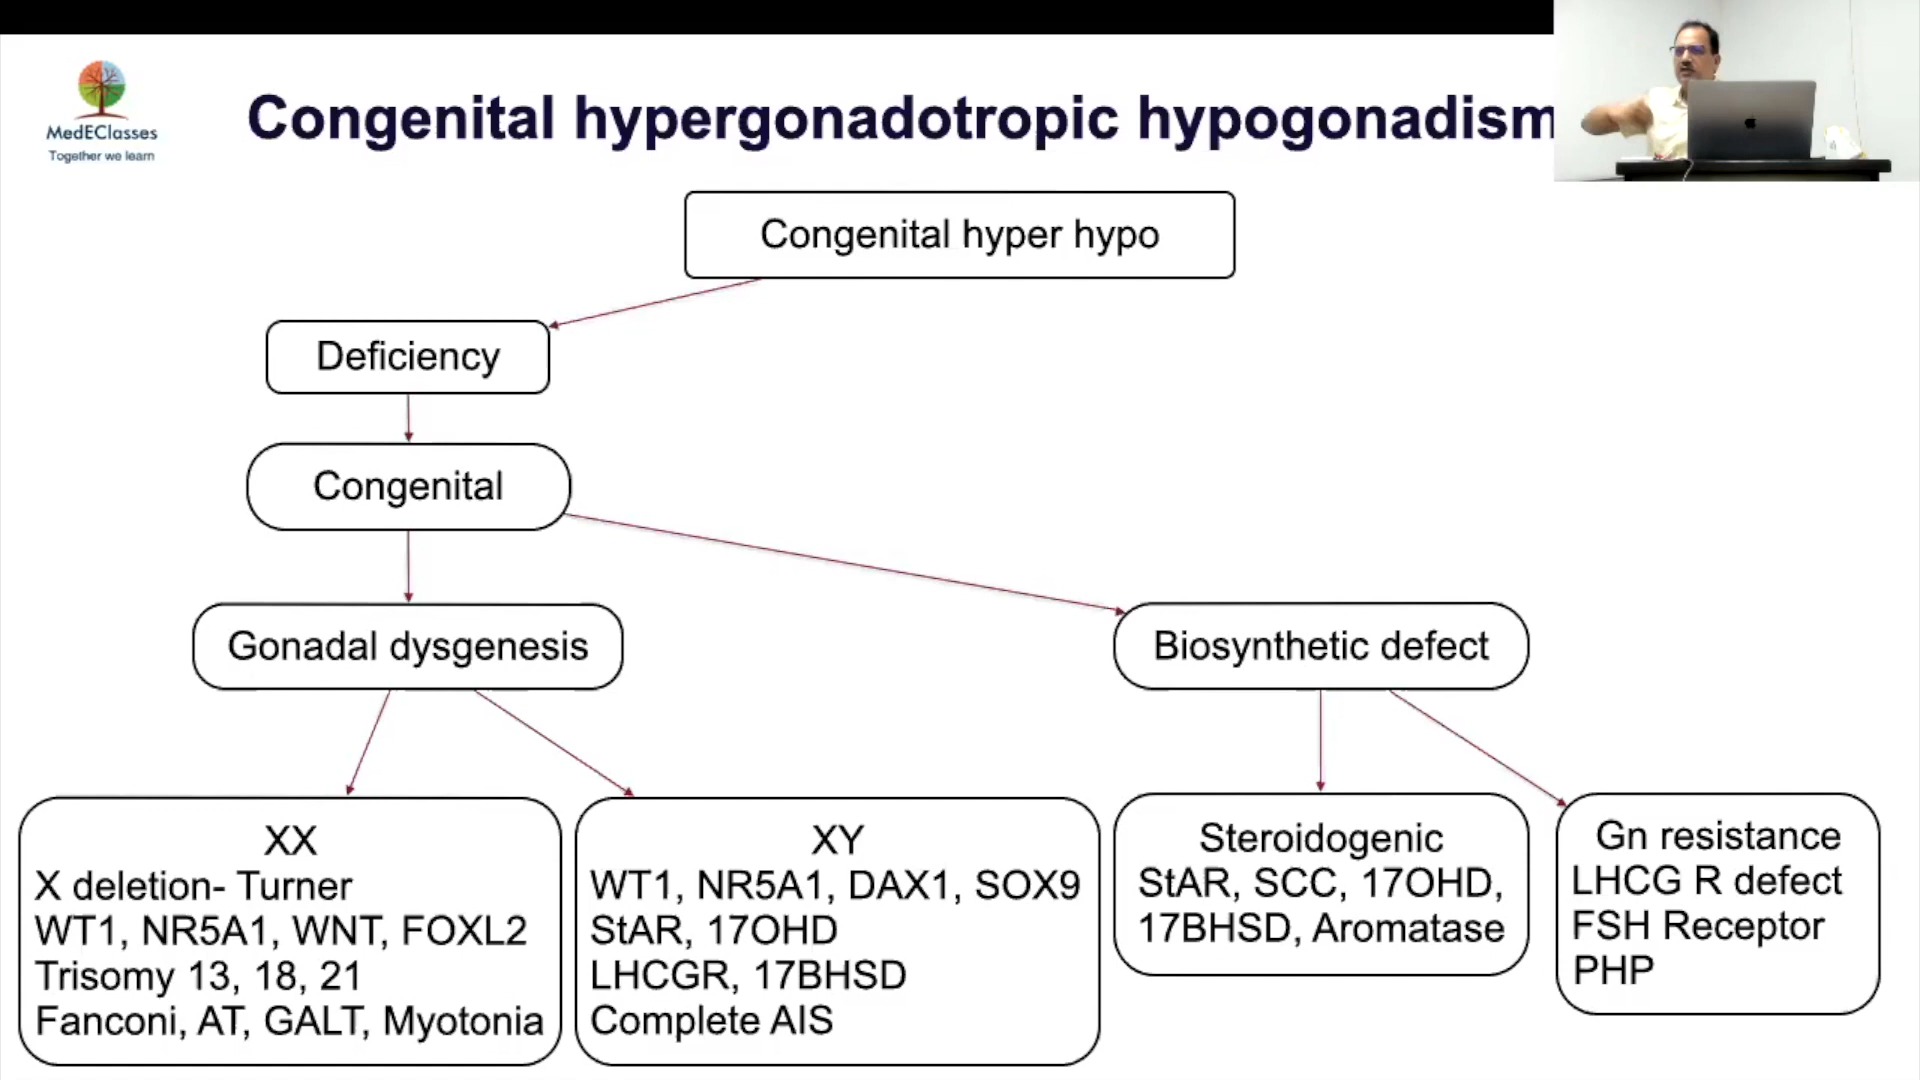 MedEClasses
Together we learn
Congenital hypergonadotropic hypogonadism
Congenital hyper hypo
Deficiency
Congenital
Gonadal dysgenesis
Biosynthetic defect
XX
X deletion- Turner
WT1, NR5A1, WNT, FOXL2
Trisomy 13, 18, 21
Fanconi, AT, GALT, Myotonia
XY
WT1, NR5A1, DAX1, SOX9
StAR, 17OHD
LHCGR, 17BHSD
Complete AIS
Steroidogenic
StAR, SCC, 17OHD,
17BHSD, Aromatase
Gn resistance
LHCG R defect
FSH Receptor
PHP